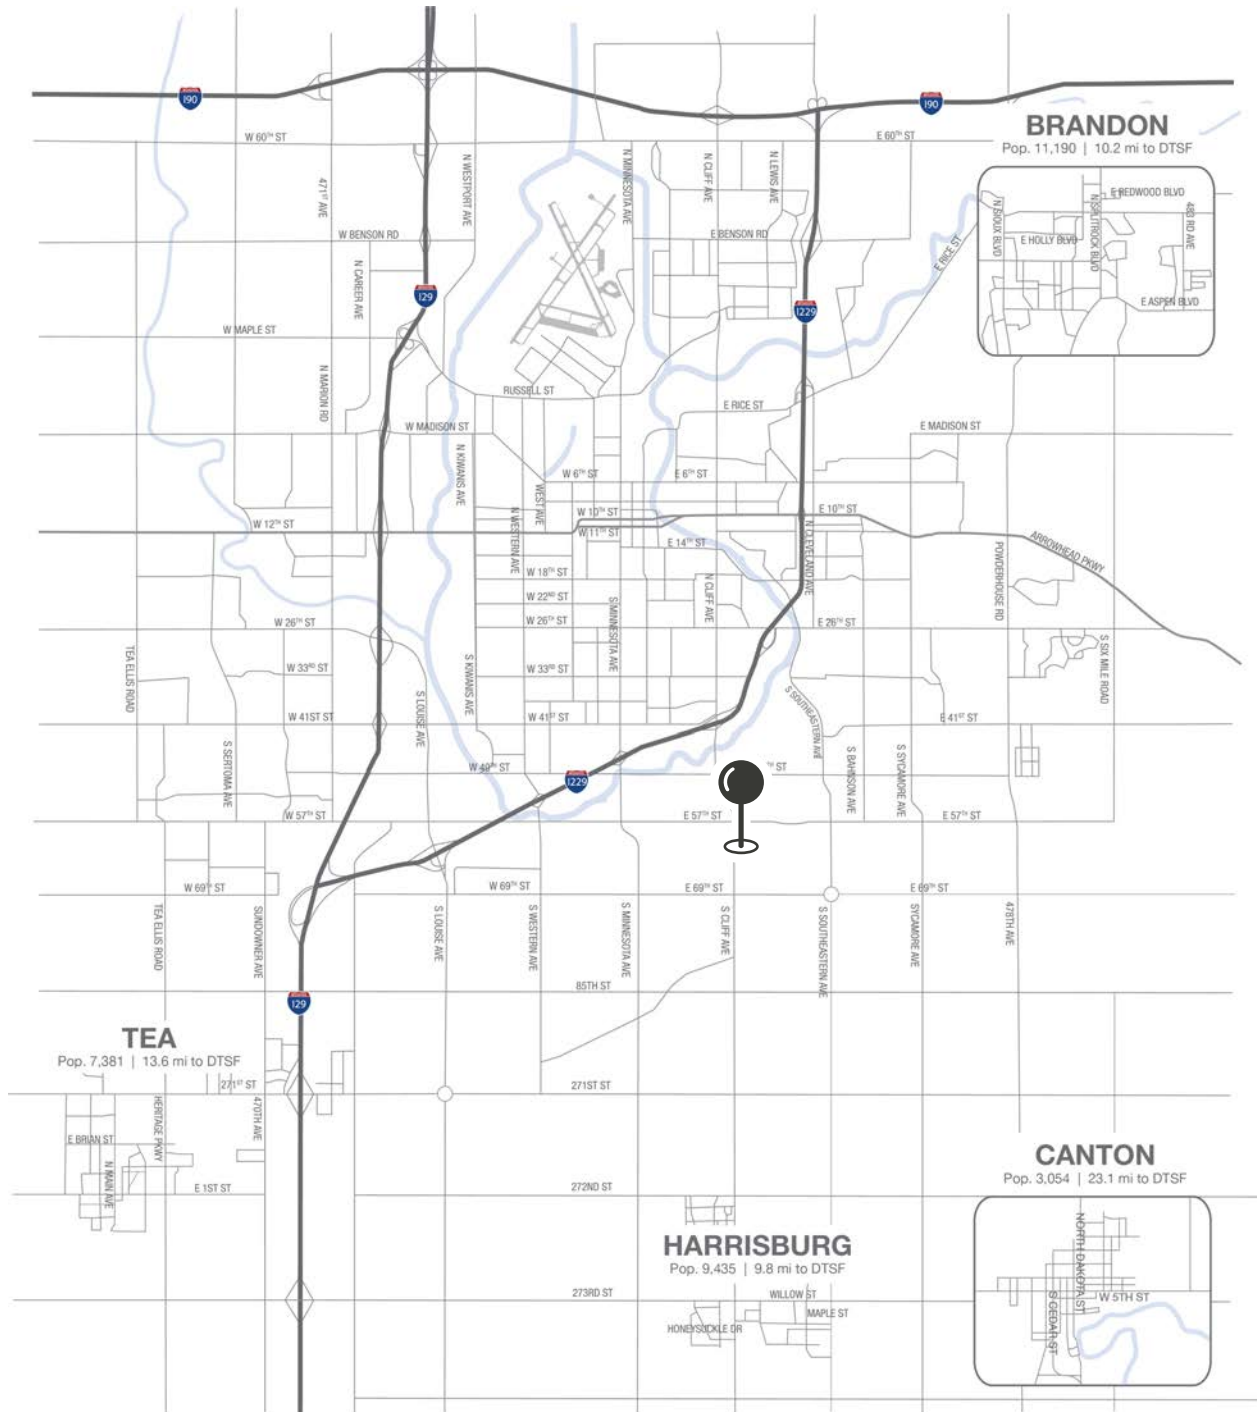 I90
I90
BRANDON
Pop. 11,190 | 10.2 mi to DTSF
W 60TH ST
E 60TH ST
N WESTPORT AVE
N MINNESOTA AVE
N CLIFF AVE
N LEWIS AVE
471ST AVE
E REDWOOD BLVD
N SIOUX BLVD
N SPLITROCK BLVD
483 RD AVE
E HOLLY BLVD
E ASPEN BLVD
W BENSON RD
E BENSON RD
E RICE ST
N CAREER AVE
I29
I229
W MAPLE ST
N MARION RD
RUSSELL ST
E RICE ST
W MADISON ST
E MADISON ST
N KIWANIS AVE
W 6TH ST
E 6TH ST
WEST AVE
N WESTERN AVE
W 10TH ST
E 10TH ST
W 12TH ST
W 11TH ST
E 14TH ST
N CLEVELAND AVE
POWDERHOUSE RD
ARROWHEAD PKWY
W 18TH ST
N CLIFF AVE
W 22ND ST
S MINNESOTA AVE
W 26TH ST
W 26TH ST
E 26TH ST
TEA ELLIS ROAD
W 33RD ST
S KIWANIS AVE
W 33RD ST
S SIX MILE ROAD
S LOUISE AVE
S SOUTHEASTERN AVE
W 41ST ST
W 41ST ST
E 41ST ST
S SERTOMA AVE
S BAHNSON AVE
S SYCAMORE AVE
W 49TH ST
TH ST
I229
W 57TH ST
E 57TH ST
E 57TH ST
W 69TH ST
W 69TH ST
E 69TH ST
E 69TH ST
TEA ELLIS ROAD
SUNDOWNER AVE
S LOUISE AVE
S WESTERN AVE
S MINNESOTA AVE
S CLIFF AVE
S SOUTHEASTERN AVE
SYCAMORE AVE
478TH AVE
85TH ST
I29
TEA
Pop. 7,381 | 13.6 mi to DTSF
271ST ST
271ST ST
HERITAGE PKWY
470TH AVE
E BRIAN ST
N MAIN AVE
E 1ST ST
272ND ST
CANTON
Pop. 3,054 | 23.1 mi to DTSF
NORTH DAKOTA ST
W 5TH ST
S CEDAR ST
HARRISBURG
Pop. 9,435 | 9.8 mi to DTSF
273RD ST
WILLOW ST
MAPLE ST
HONEYSUCKLE DR